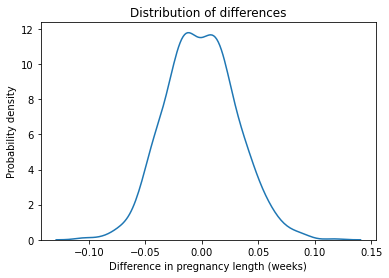 Distribution of differences
12
10
8
6
4
2
0
Probability density
−0.10 −0.05 0.00 0.05 0.10 0.15
Difference in pregnancy length (weeks)